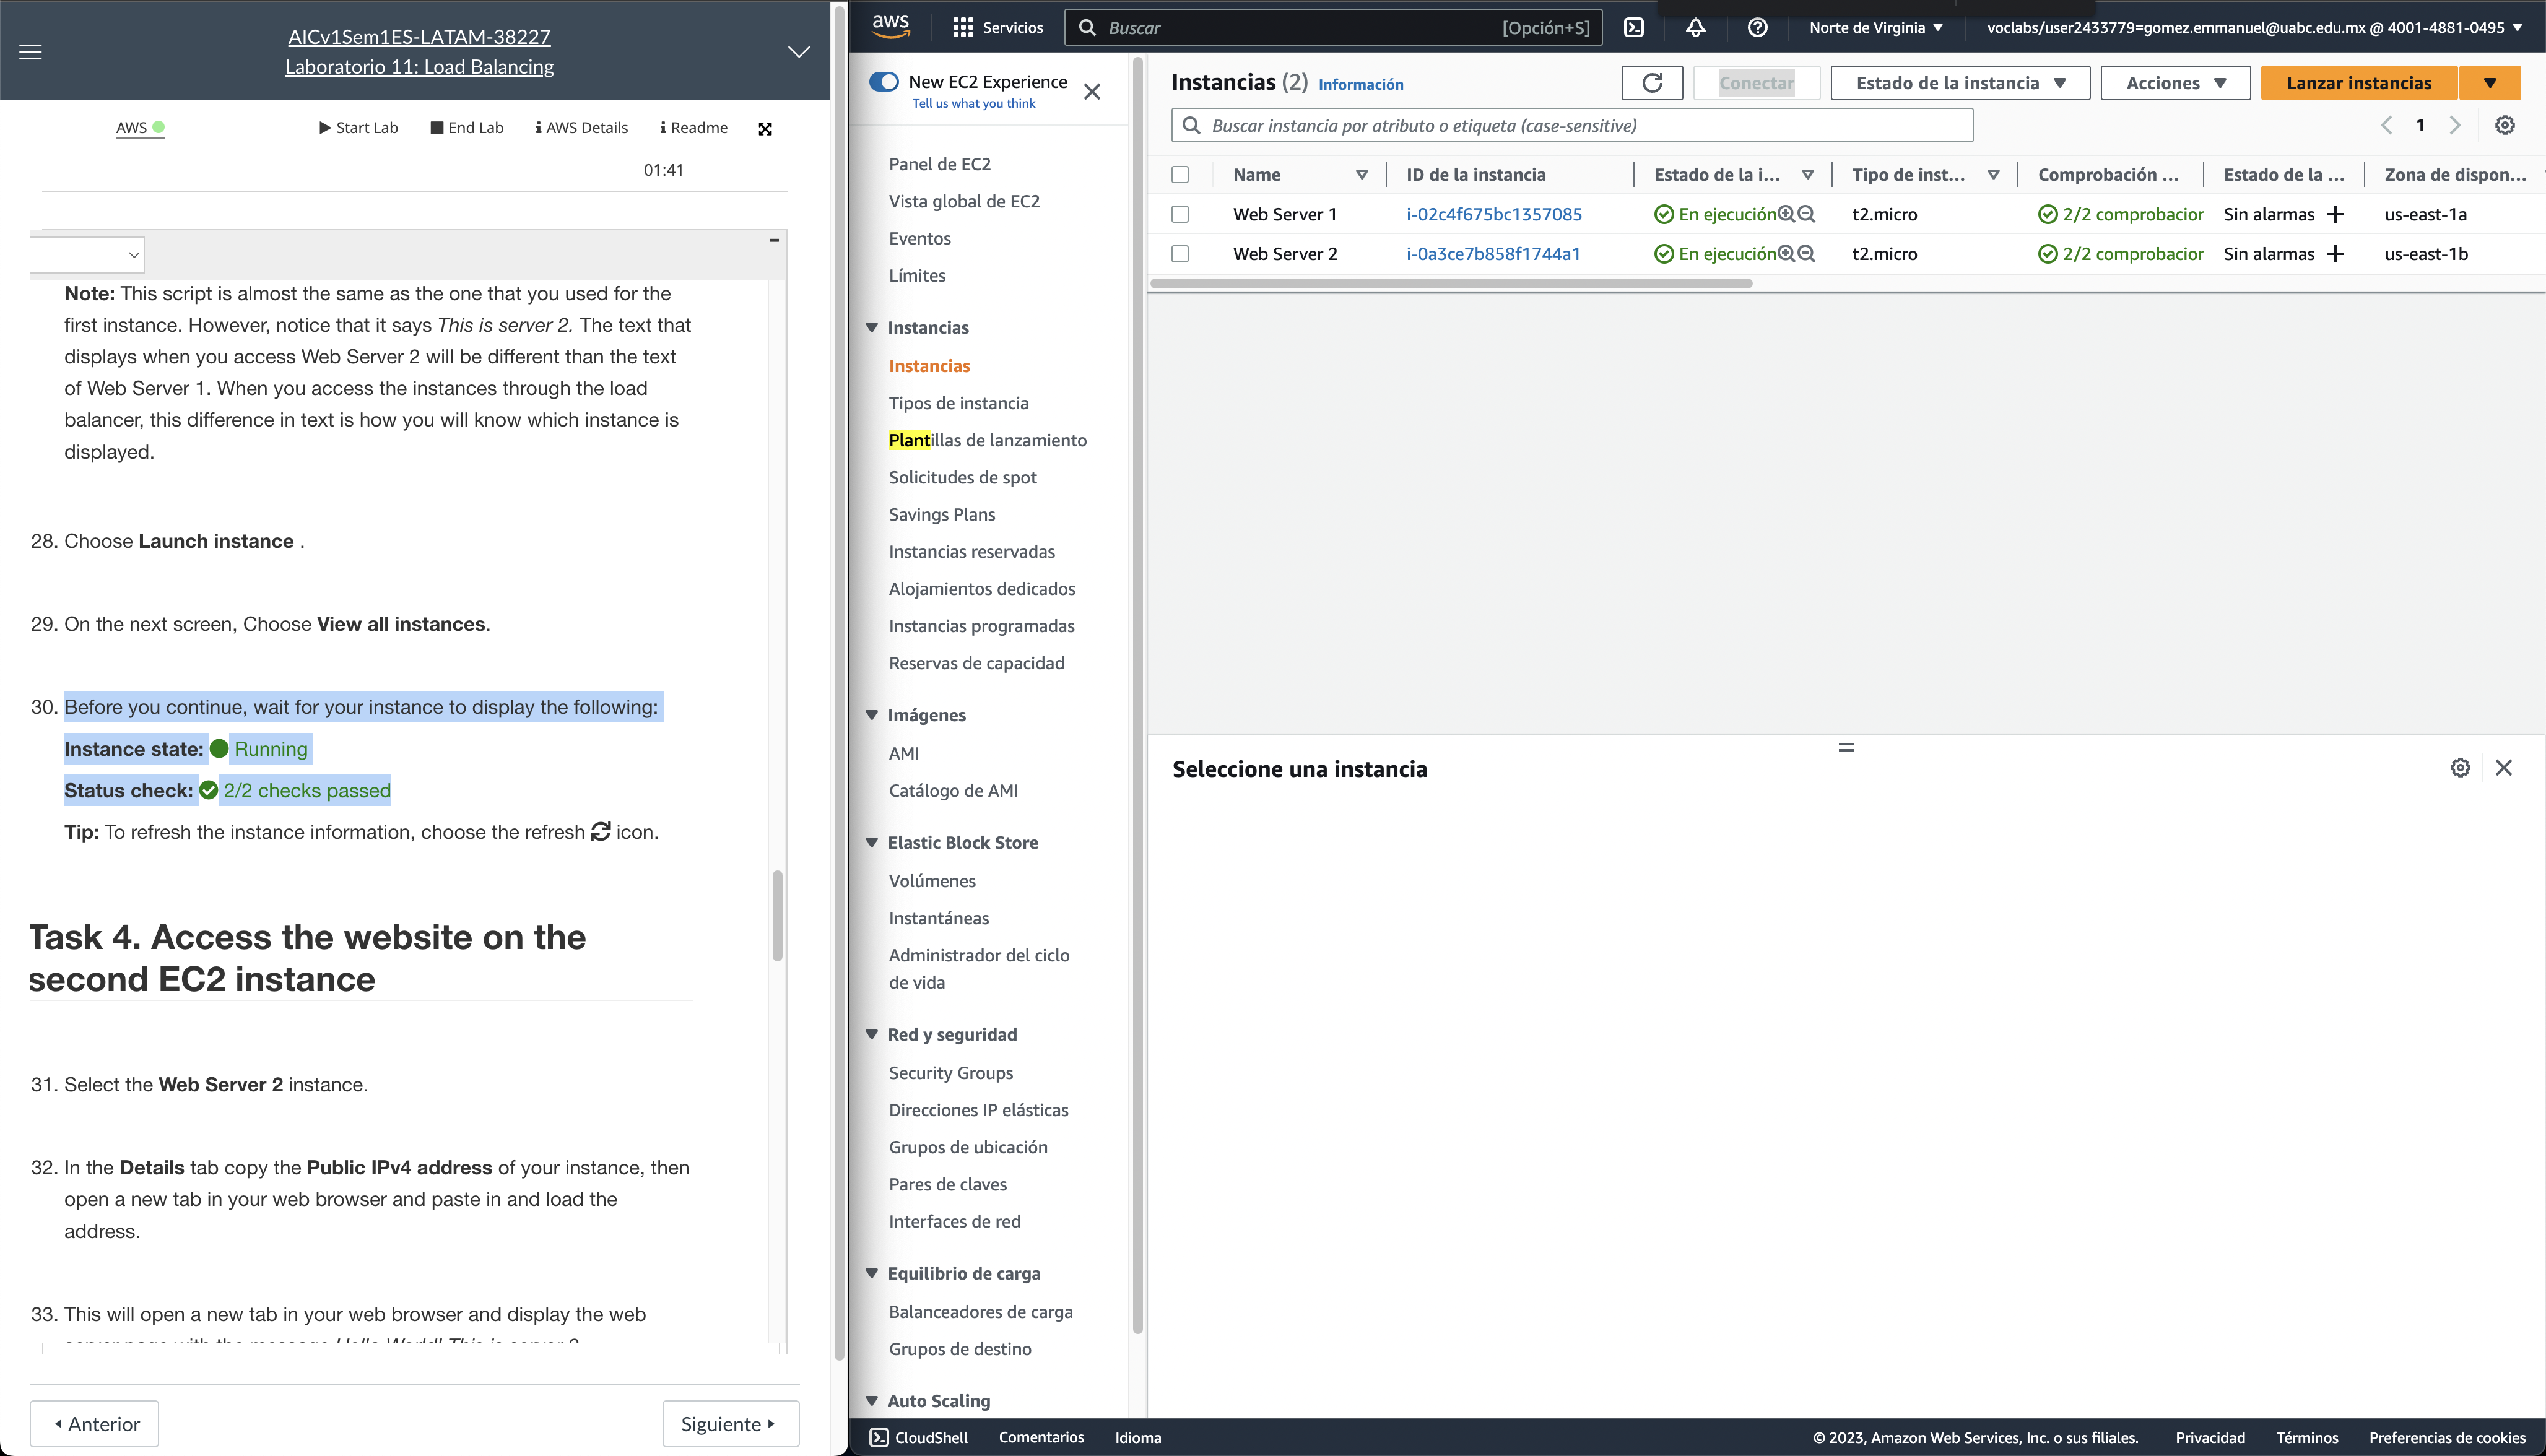 AICv1Sem1ES-LATAM-38227
Laboratorio 11: Load Balancing
AWS
Start Lab
End Lab
AWS Details
Readme
01:41
Note: This script is almost the same as the one that you used for the
first instance. However, notice that it says This is server 2. The text that
displays when you access Web Server 2 will be different than the text
of Web Server 1. When you access the instances through the load
balancer, this difference in text is how you will know which instance is
displayed.
28. Choose Launch instance .
29. On the next screen, Choose View all instances.
30. Before you continue, wait for your instance to display the following:
Instance state: Running
Status check: 2/2 checks passed
Tip: To refresh the instance information, choose the refresh icon.
Task 4. Access the website on the
second EC2 instance
31. Select the Web Server 2 instance.
32. In the Details tab copy the Public IPv4 address of your instance, then
open a new tab in your web browser and paste in and load the
address.
33. This will open a new tab in your web browser and display the web
server page with the message Hello World! This is server 2.
Anterior
Siguiente
aws
Servicios
Buscar
[Opción+S]
Norte de Virginia
voclabs/user2433779=gomez.emmanuel@uabc.edu.mx @ 4001-4881-0495
New EC2 Experience
Tell us what you think
Panel de EC2
Vista global de EC2
Eventos
Límites
Instancias
Instancias
Tipos de instancia
Plantillas de lanzamiento
Solicitudes de spot
Savings Plans
Instancias reservadas
Alojamientos dedicados
Instancias programadas
Reservas de capacidad
Imágenes
AMI
Catálogo de AMI
Elastic Block Store
Volúmenes
Instantáneas
Administrador del ciclo
de vida
Red y seguridad
Security Groups
Direcciones IP elásticas
Grupos de ubicación
Pares de claves
Interfaces de red
Equilibrio de carga
Balanceadores de carga
Grupos de destino
Auto Scaling
Instancias (2) Información
Conectar
Estado de la instancia
Acciones
Lanzar instancias
Buscar instancia por atributo o etiqueta (case-sensitive)
1
Name ID de la instancia Estado de la i... Tipo de inst... Comprobación ... Estado de la ... Zona de dispon...
Web Server 1 i-02c4f675bc1357085 En ejecución t2.micro 2/2 comprobacior Sin alarmas us-east-1a
Web Server 2 i-0a3ce7b858f1744a1 En ejecución t2.micro 2/2 comprobacior Sin alarmas us-east-1b
Seleccione una instancia
CloudShell
Comentarios
Idioma
© 2023, Amazon Web Services, Inc. o sus filiales.
Privacidad
Términos
Preferencias de cookies